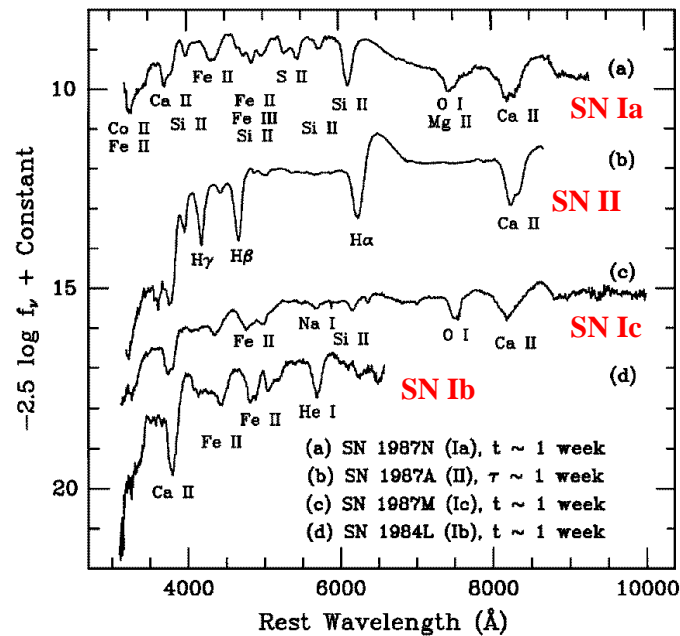 −2.5 log fν + Constant
10
15
20
(a)
SN Ia
Co II
Fe II
Ca II
Si II
Fe II
Fe II
Fe III
Si II
S II
Si II
Si II
O I
Mg II
Ca II
(b)
SN II
Hγ
Hβ
Hα
Ca II
(c)
SN Ic
Fe II
Na I
Si II
O I
Ca II
(d)
SN Ib
Ca II
Fe II
Fe II
He I
(a) SN 1987N (Ia), t ~ 1 week
(b) SN 1987A (II), τ ~ 1 week
(c) SN 1987M (Ic), t ~ 1 week
(d) SN 1984L (Ib), t ~ 1 week
4000
6000
8000
10000
Rest Wavelength (Å)